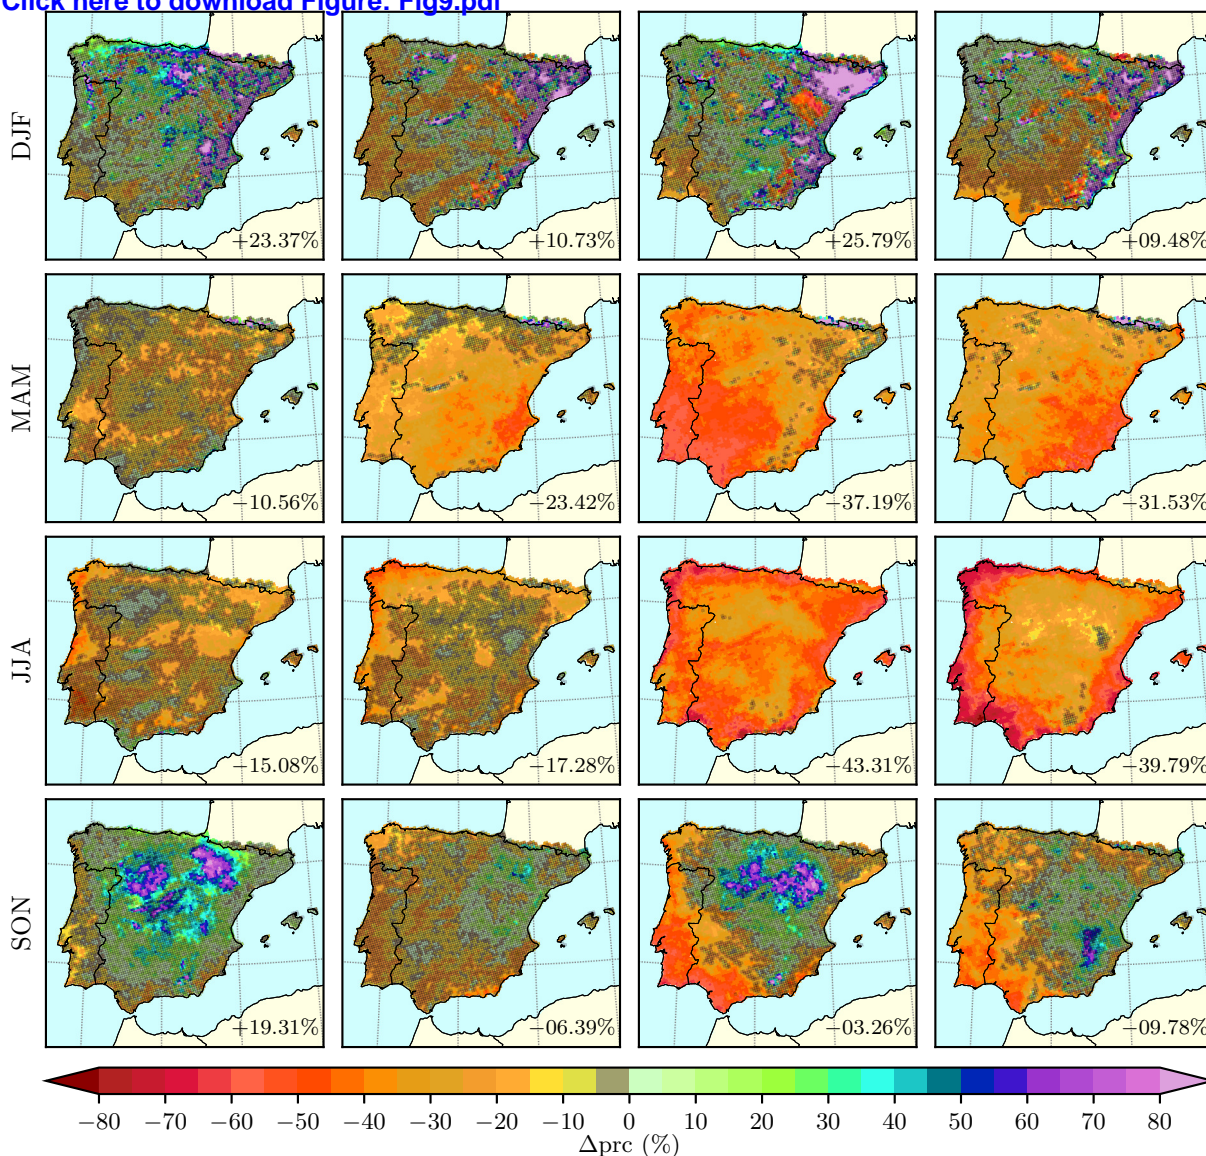 Click here to download Figure: Fig9.pdf
DJF
+23.37%
+10.73%
+25.79%
+09.48%
MAM
−10.56%
−23.42%
−37.19%
−31.53%
JJA
−15.08%
−17.28%
−43.31%
−39.79%
SON
+19.31%
−06.39%
−03.26%
−09.78%
−80 −70 −60 −50 −40 −30 −20 −10 0 10 20 30 40 50 60 70 80
Δprc (%)